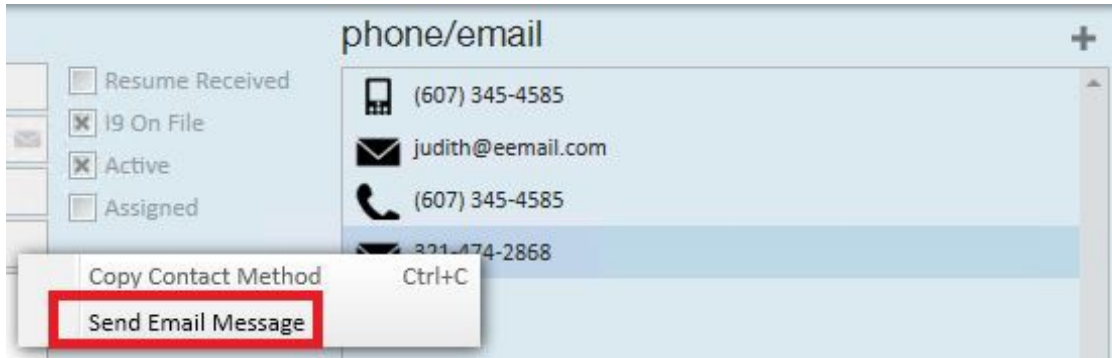 phone/email
Resume Received
(607) 345-4585
I9 On File
judith@eemail.com
Active
(607) 345-4585
Assigned
321-474-2868
Copy Contact Method Ctrl+C
Send Email Message